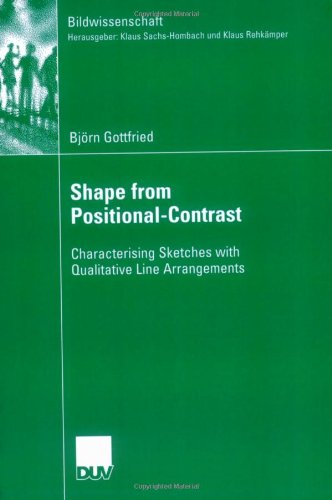 Bildwissenschaft
Herausgeber: Klaus Sachs-Hombach und Klaus Rehkämper
Björn Gottfried
Shape from
Positional-Contrast
Characterising Sketches with
Qualitative Line Arrangements
DUV